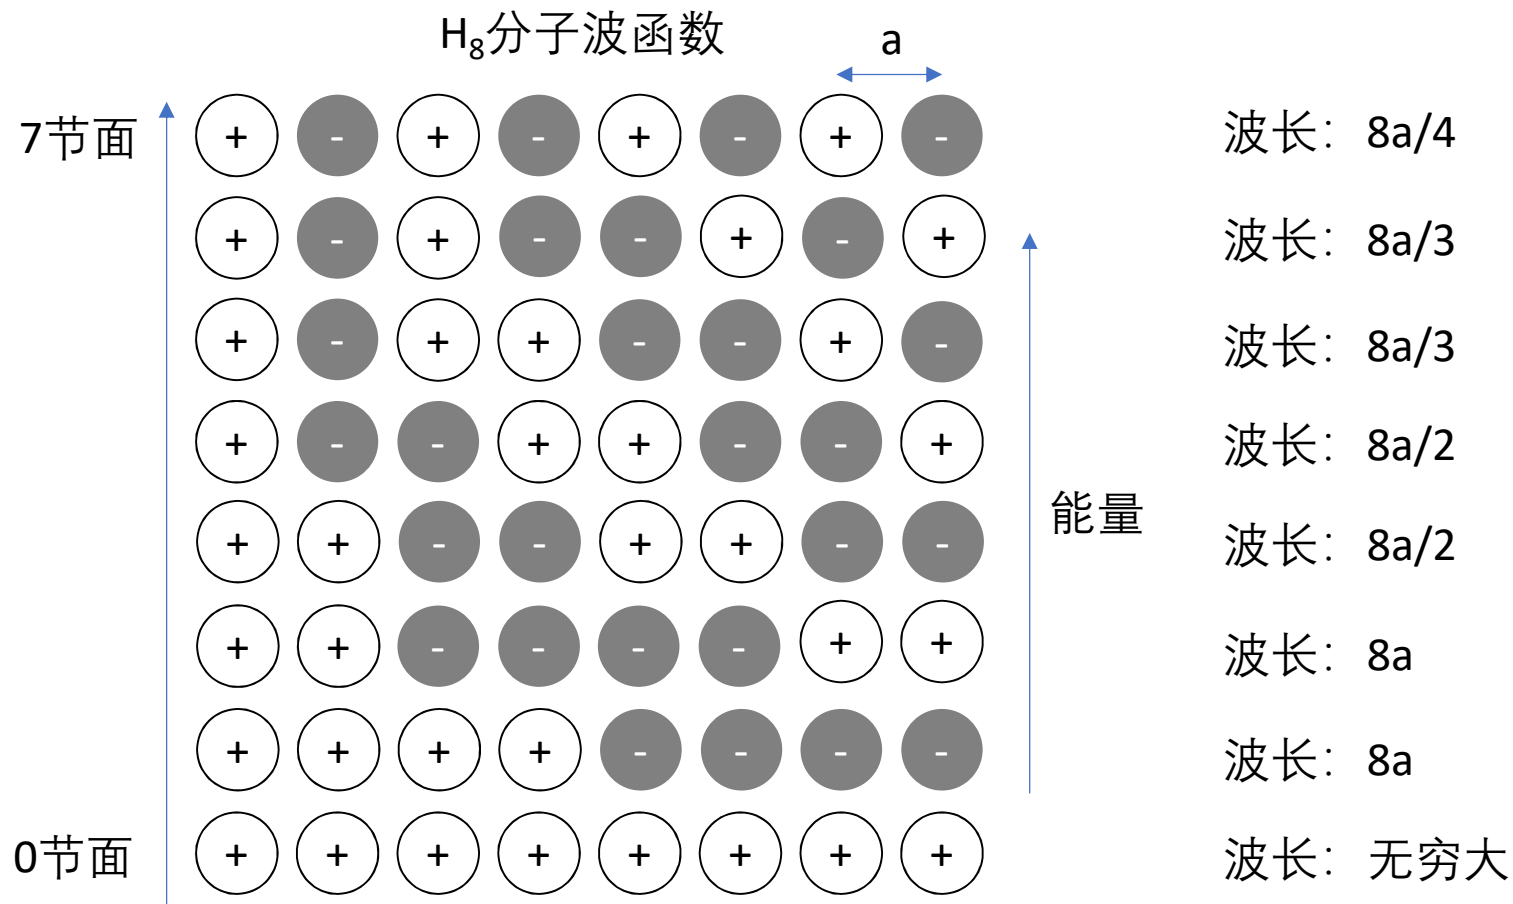 H₈分子波函数
a
7节面 + - + - + - + - 波长：8a/4
+ - + - - + - + 波长：8a/3
+ - + + - - + - 波长：8a/3
+ - - + + - - + 波长：8a/2
能量
+ + - - + + - - 波长：8a/2
+ + - - - - + + 波长：8a
+ + + + - - - - 波长：8a
0节面 + + + + + + + + 波长：无穷大